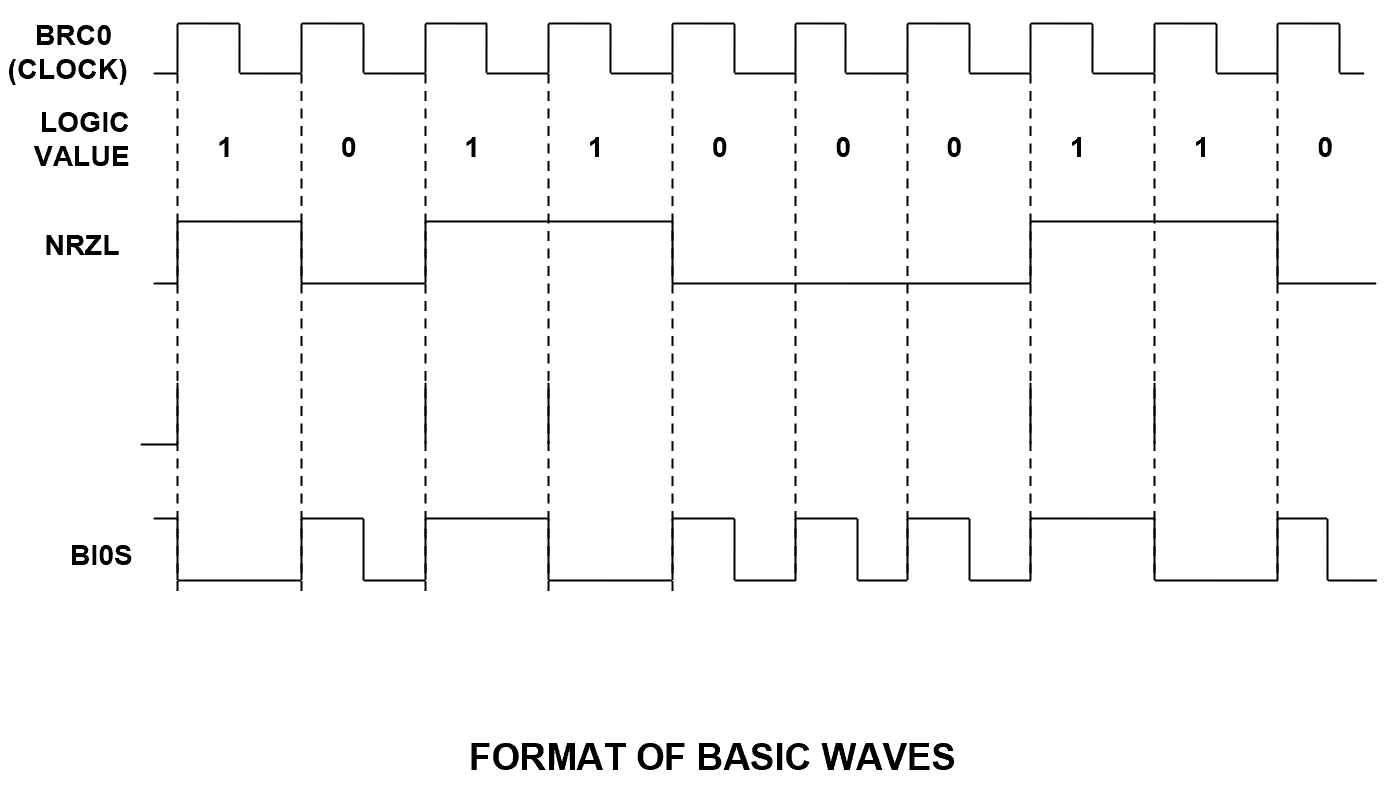 BRC0
(CLOCK)
LOGIC
VALUE
1 0 1 1 0 0 0 1 1 0
NRZL
BI0S
FORMAT OF BASIC WAVES